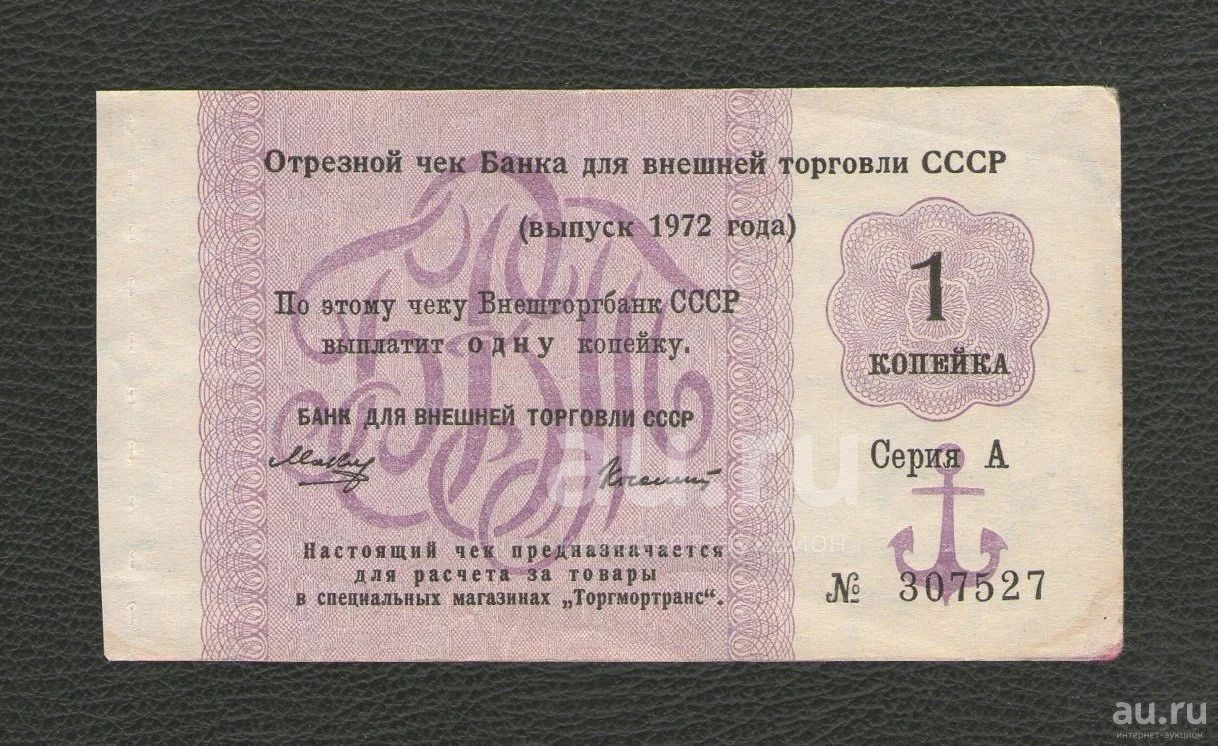 Отрезной чек Банка для внешней торговли СССР
(выпуск 1972 года)
1
КОПЕЙКА
По этому чеку Внешторгбанк СССР
выплатит одну копейку.
БАНК ДЛЯ ВНЕШНЕЙ ТОРГОВЛИ СССР
Серия А
Настоящий чек предназначается
для расчета за товары
в специальных магазинах „Торгмортранс“.
№ 307527
au.ru
au.ru
интернет-аукцион